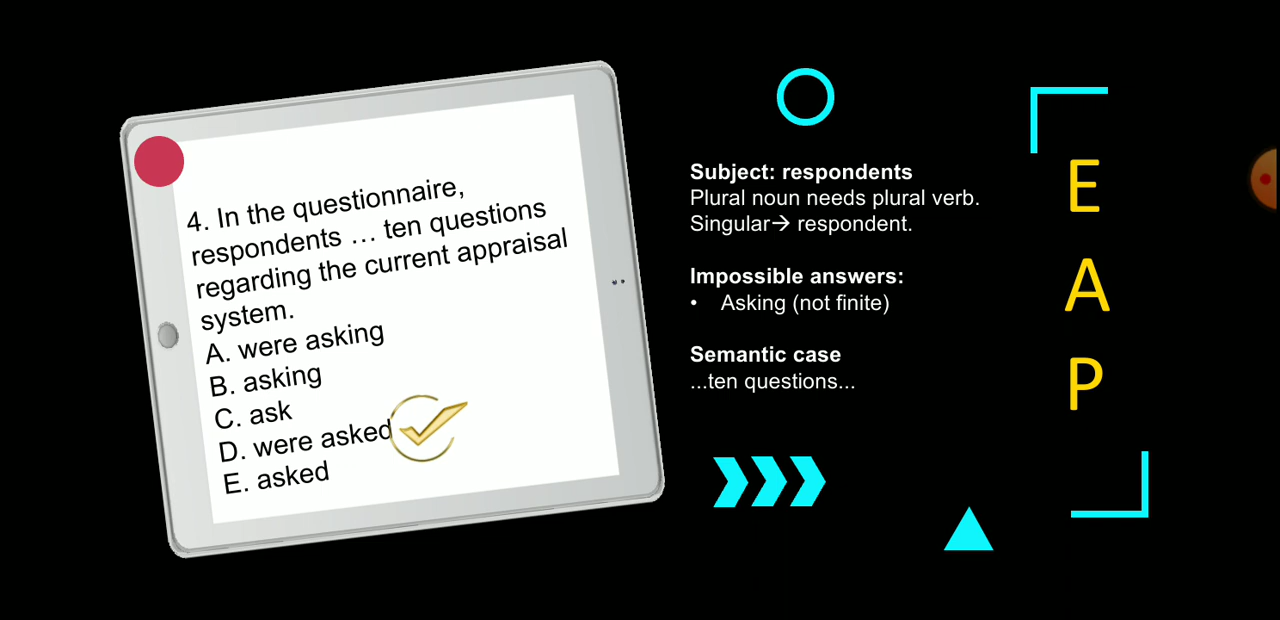 4. In the questionnaire,
respondents … ten questions
regarding the current appraisal
system.
A. were asking
B. asking
C. ask
D. were asked
E. asked
Subject: respondents
Plural noun needs plural verb.
Singular→ respondent.
Impossible answers:
• Asking (not finite)
Semantic case
...ten questions...
E
A
P